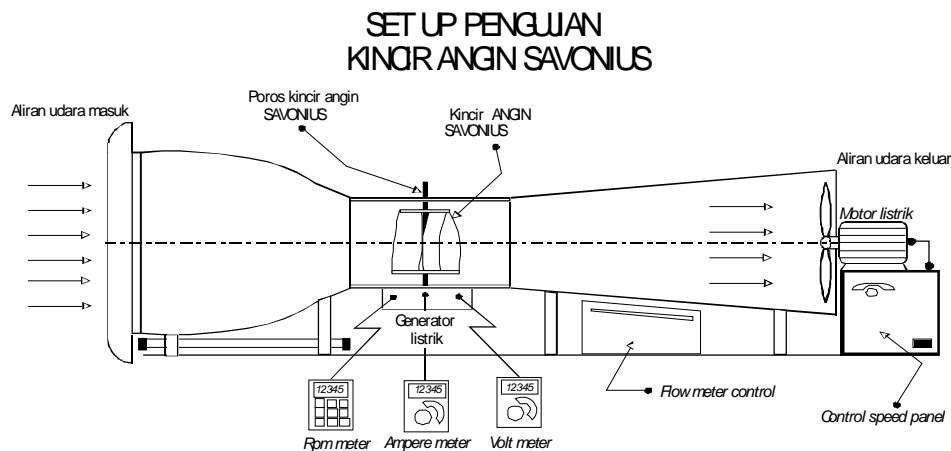 SET UP PENGUJIAN
KINCIR ANGIN SAVONIUS
Aliran udara masuk
Poros kincir angin
SAVONIUS
Kincir ANGIN
SAVONIUS
Aliran udara keluar
Motor listrik
Generator
listrik
12345
12345
12345
Rpm meter
Ampere meter
Volt meter
Flow meter control
Control speed panel